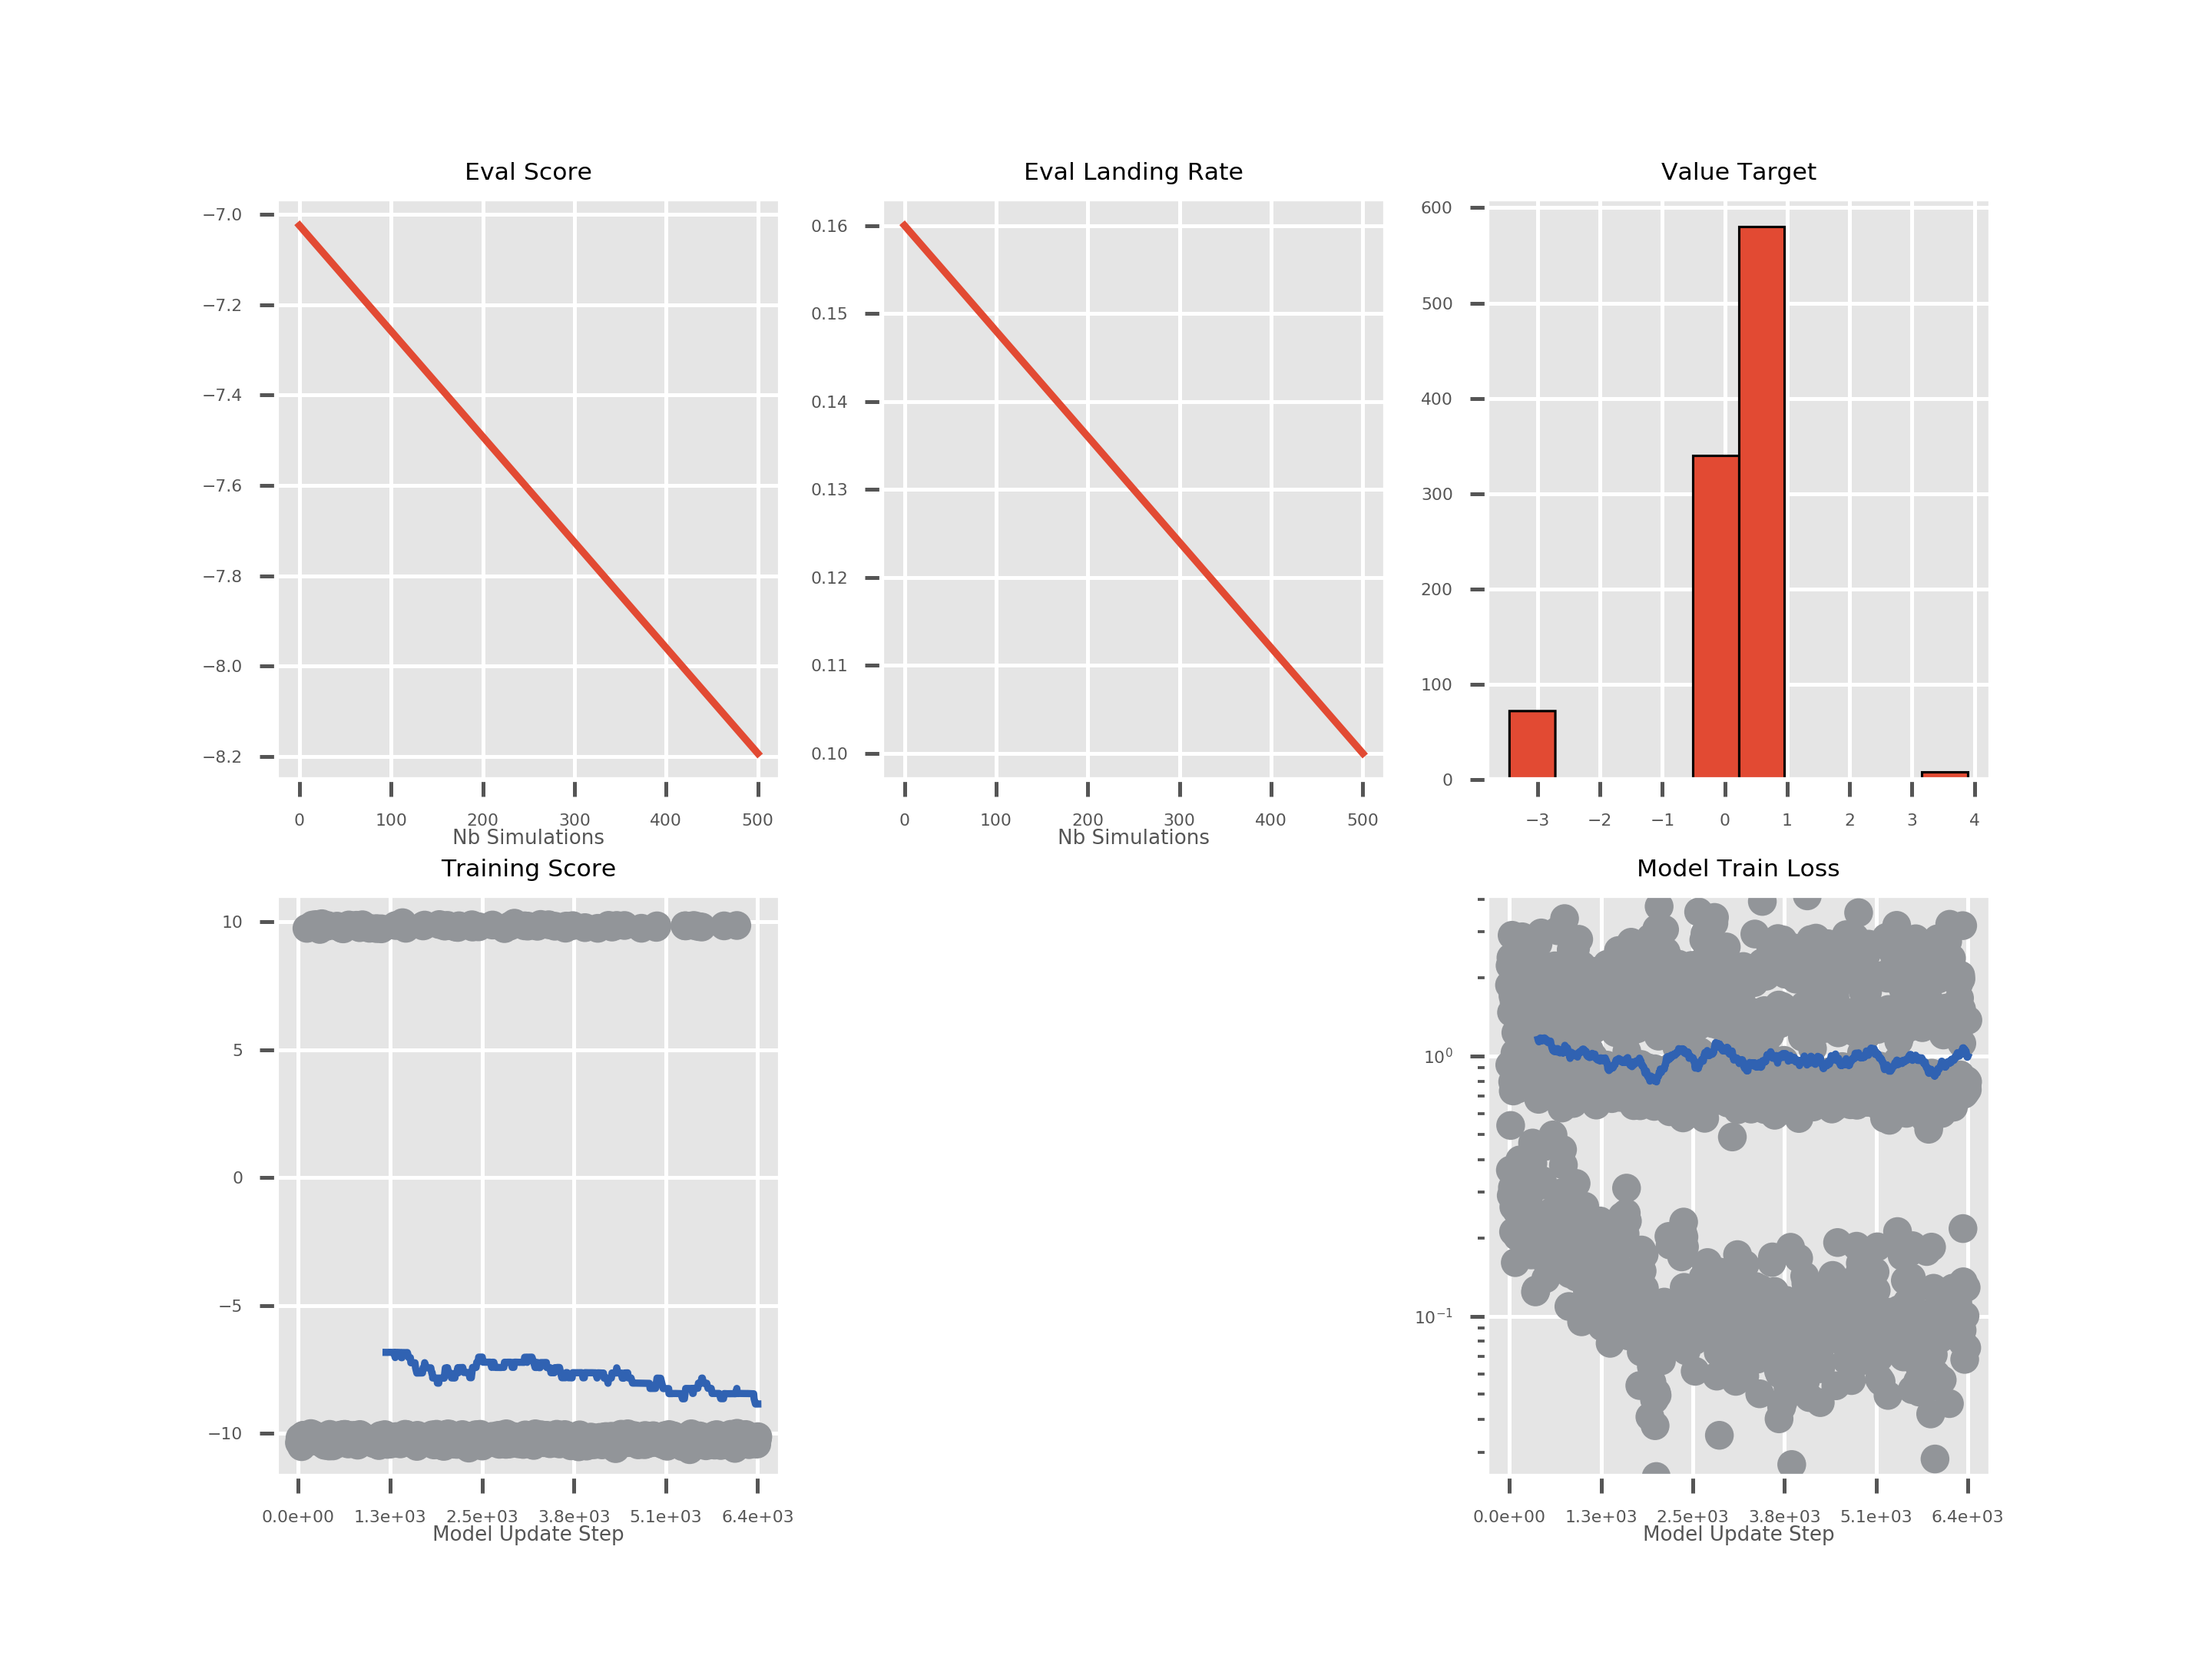 Eval Score
−7.0
−7.2
−7.4
−7.6
−7.8
−8.0
−8.2
0 100 200 300 400 500
Nb Simulations
Eval Landing Rate
0.16
0.15
0.14
0.13
0.12
0.11
0.10
0 100 200 300 400 500
Nb Simulations
Value Target
600
500
400
300
200
100
0
−3 −2 −1 0 1 2 3 4
Training Score
10
5
0
−5
−10
0.0e+00 1.3e+03 2.5e+03 3.8e+03 5.1e+03 6.4e+03
Model Update Step
Model Train Loss
10⁰
10⁻¹
0.0e+00 1.3e+03 2.5e+03 3.8e+03 5.1e+03 6.4e+03
Model Update Step